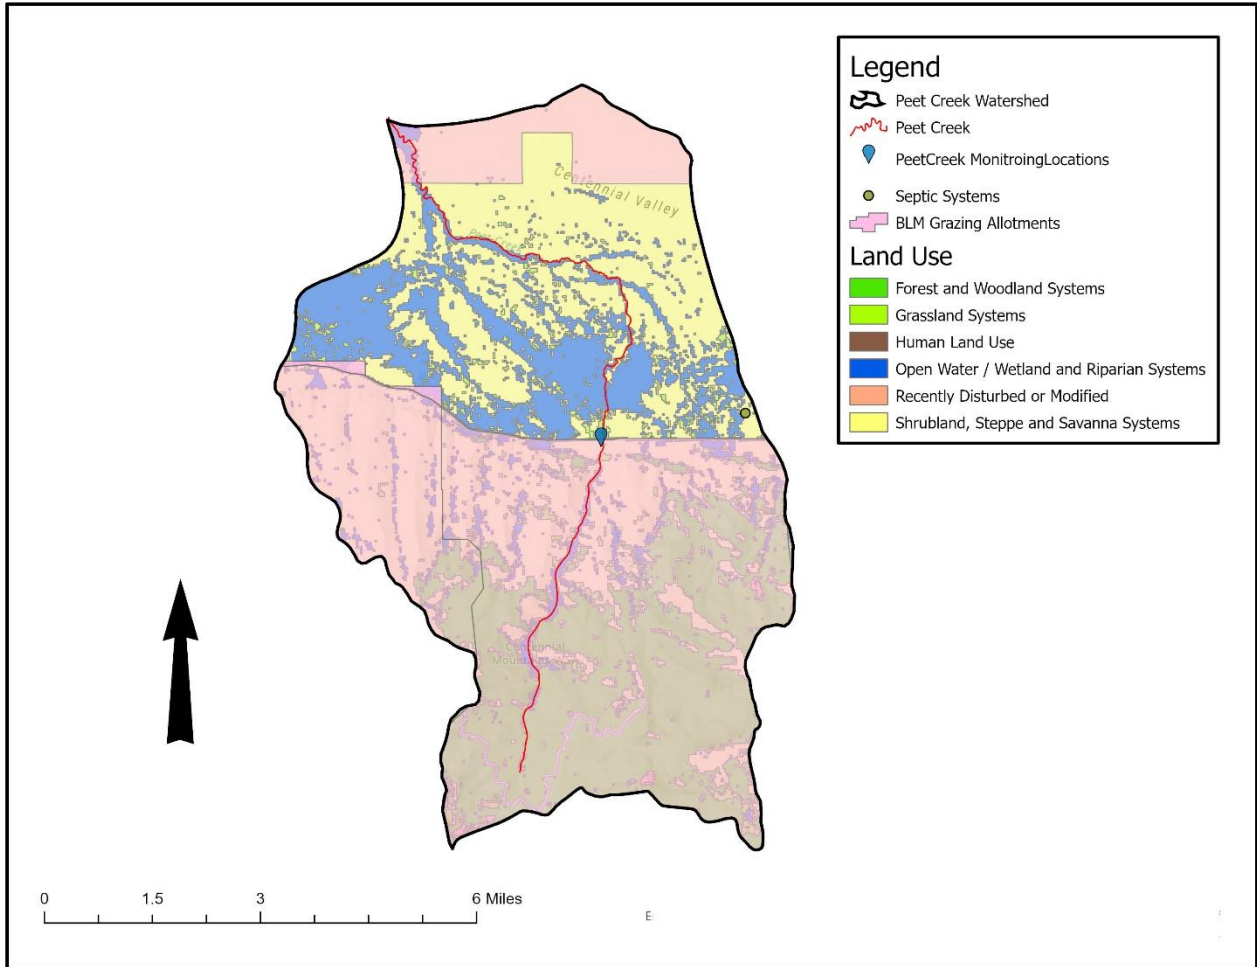 Legend
Peet Creek Watershed
Peet Creek
PeetCreek MonitroingLocations
Septic Systems
BLM Grazing Allotments
Land Use
Forest and Woodland Systems
Grassland Systems
Human Land Use
Open Water / Wetland and Riparian Systems
Recently Disturbed or Modified
Shrubland, Steppe and Savanna Systems
Centennial Valley
Peet Creek
Centennial
0 1.5 3 6 Miles
E